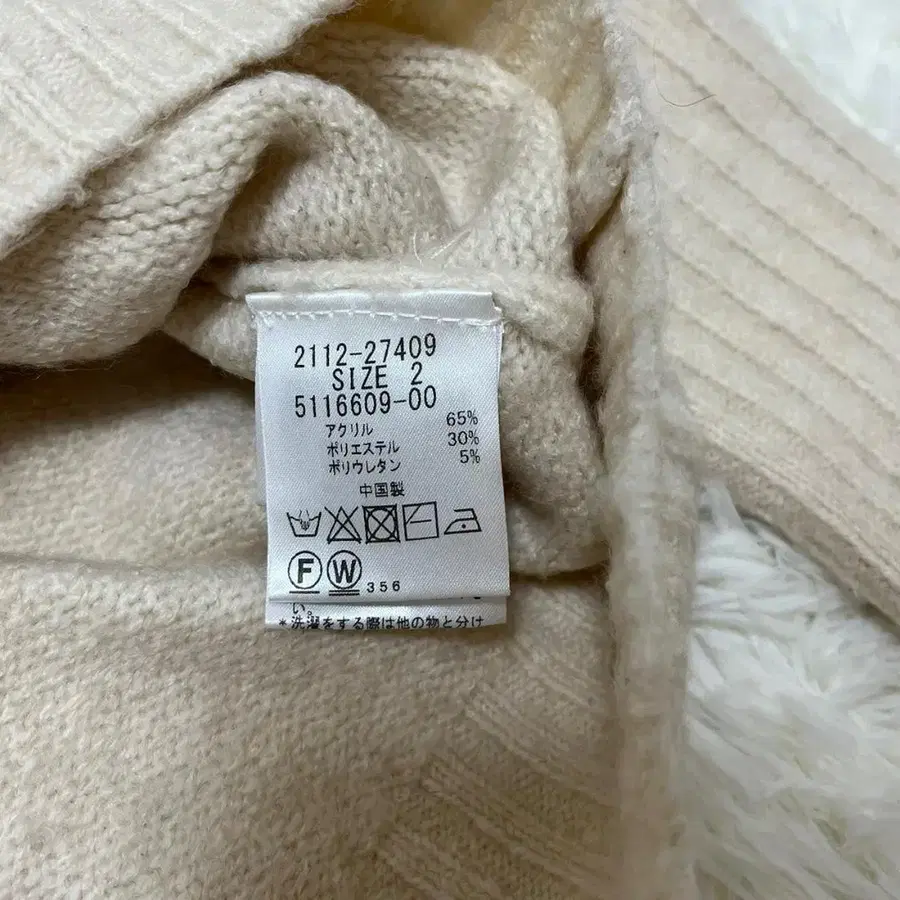 2112-27409
SIZE 2
5116609-00
アクリル 65%
ポリエステル 30%
ポリウレタン 5%
中国製
F W 356
い。
*洗濯をする際は他の物と分け